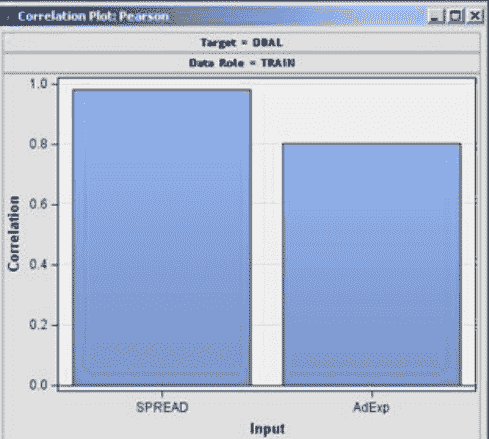 Correlation Plot: Pearson
Target = DBAL
Data Role = TRAIN
1.0
0.8
0.6
0.4
0.2
0.0
Correlation
SPREAD AdExp
Input